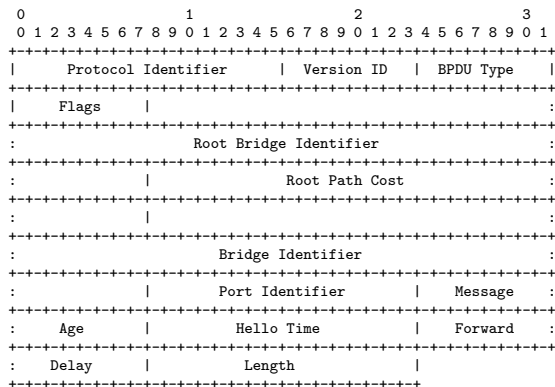 0                   1                   2                   3
 0 1 2 3 4 5 6 7 8 9 0 1 2 3 4 5 6 7 8 9 0 1 2 3 4 5 6 7 8 9 0 1
+-+-+-+-+-+-+-+-+-+-+-+-+-+-+-+-+-+-+-+-+-+-+-+-+-+-+-+-+-+-+-+-+
|      Protocol Identifier      |  Version ID   |   BPDU Type   |
+-+-+-+-+-+-+-+-+-+-+-+-+-+-+-+-+-+-+-+-+-+-+-+-+-+-+-+-+-+-+-+-+
|     Flags     |                                               :
+-+-+-+-+-+-+-+-+-+-+-+-+-+-+-+-+-+-+-+-+-+-+-+-+-+-+-+-+-+-+-+-+
:                     Root Bridge Identifier                    :
+-+-+-+-+-+-+-+-+-+-+-+-+-+-+-+-+-+-+-+-+-+-+-+-+-+-+-+-+-+-+-+-+
:               |                Root Path Cost                 :
+-+-+-+-+-+-+-+-+-+-+-+-+-+-+-+-+-+-+-+-+-+-+-+-+-+-+-+-+-+-+-+-+
:               |                                               :
+-+-+-+-+-+-+-+-+-+-+-+-+-+-+-+-+-+-+-+-+-+-+-+-+-+-+-+-+-+-+-+-+
:                        Bridge Identifier                      :
+-+-+-+-+-+-+-+-+-+-+-+-+-+-+-+-+-+-+-+-+-+-+-+-+-+-+-+-+-+-+-+-+
:               |        Port Identifier        |    Message    :
+-+-+-+-+-+-+-+-+-+-+-+-+-+-+-+-+-+-+-+-+-+-+-+-+-+-+-+-+-+-+-+-+
:      Age      |          Hello Time           |    Forward    :
+-+-+-+-+-+-+-+-+-+-+-+-+-+-+-+-+-+-+-+-+-+-+-+-+-+-+-+-+-+-+-+-+
:     Delay     |           Length              |
+-+-+-+-+-+-+-+-+-+-+-+-+-+-+-+-+-+-+-+-+-+-+-+-+